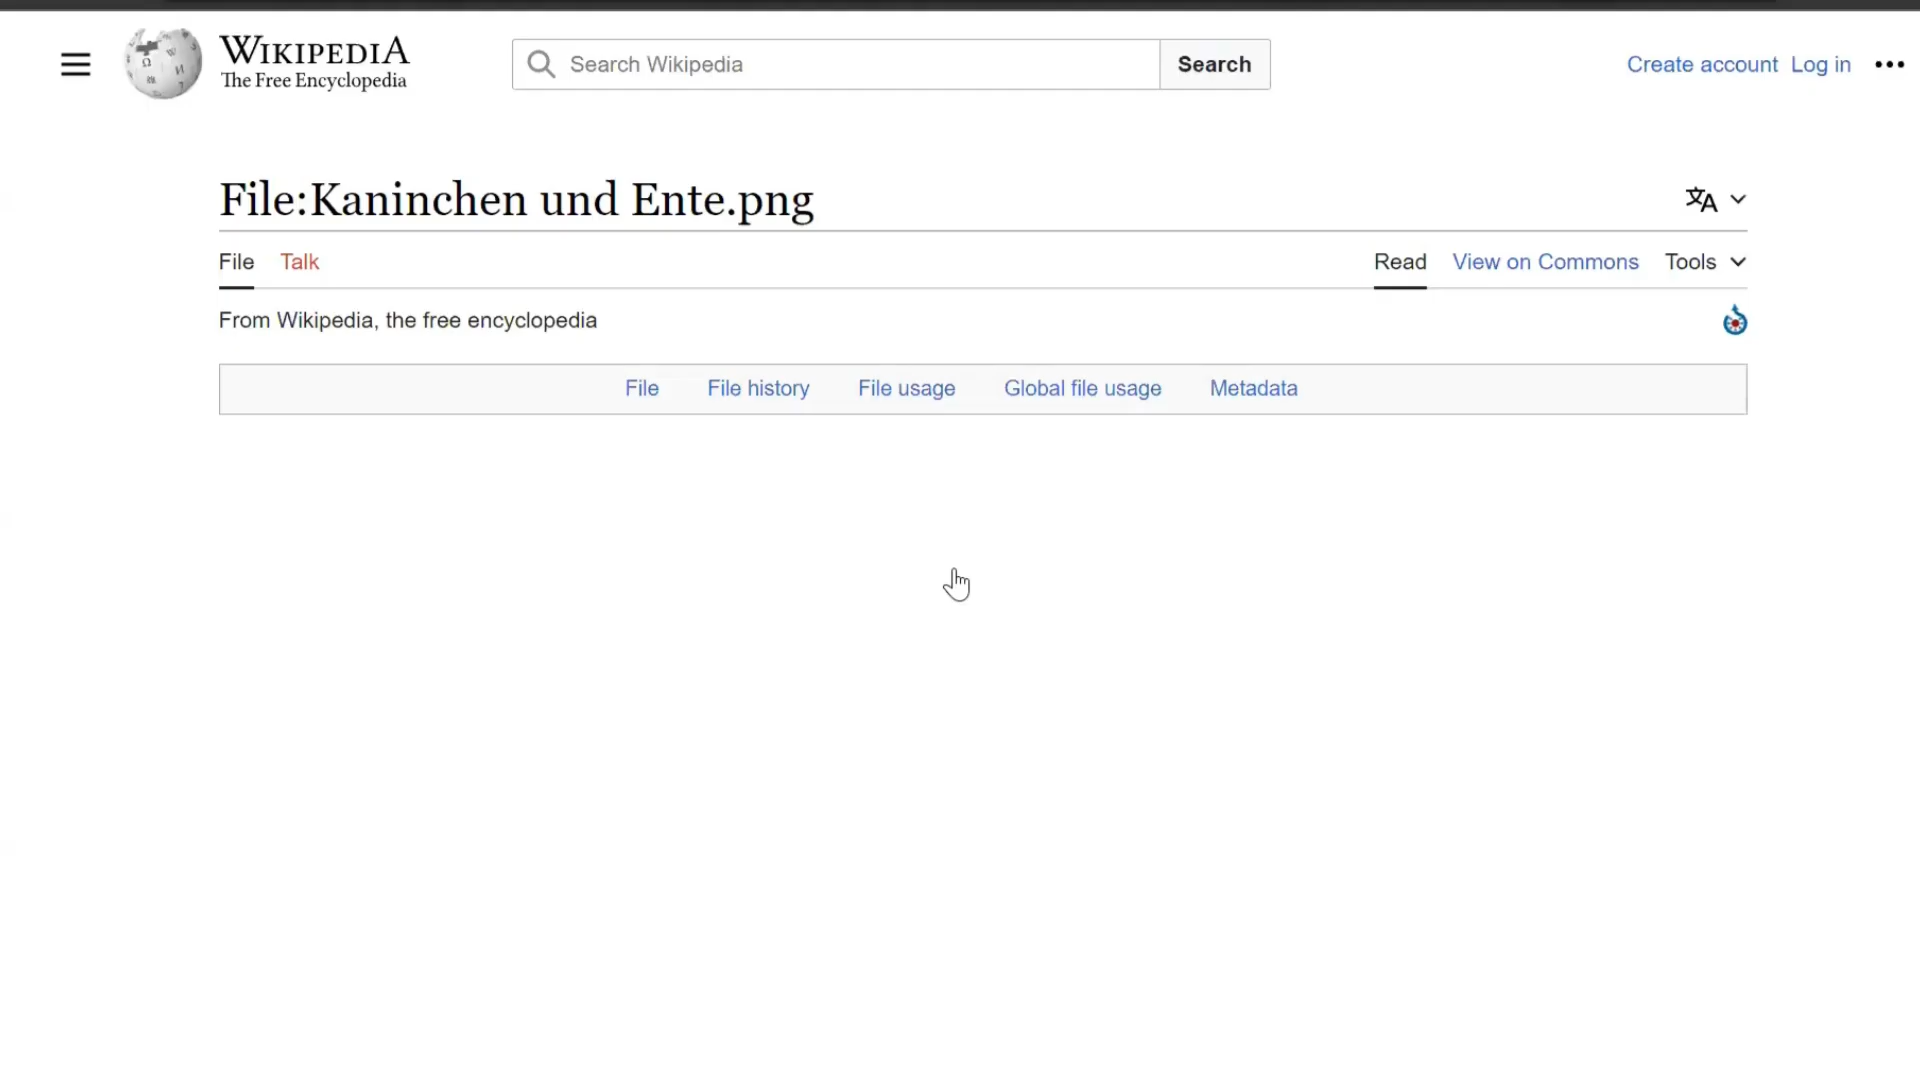 WIKIPEDIA
The Free Encyclopedia
Search Wikipedia
Search
Create account Log in
File:Kaninchen und Ente.png
File Talk
Read View on Commons Tools
From Wikipedia, the free encyclopedia
File File history File usage Global file usage Metadata